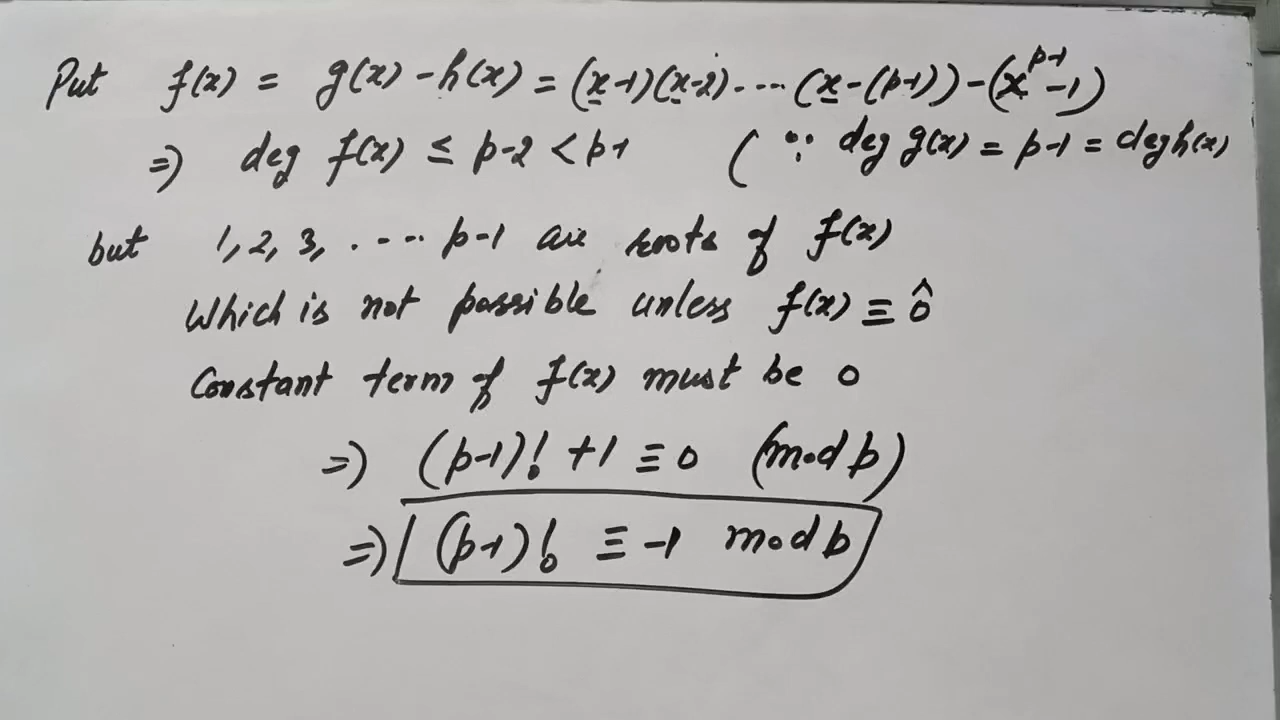 Put f(x) = g(x) - h(x) = (x-1)(x-2)----(x-(p-1)) - (x^{p-1} - 1)
=> deg f(x) ≤ p-2 < p-1 ( ∵ deg g(x) = p-1 = deg h(x)
but 1, 2, 3, .---- p-1 are roots of f(x)
Which is not possible unless f(x) ≡ 0̂
Constant term of f(x) must be 0
=> (p-1)! +1 ≡ 0 (mod p)
=> (p-1)! ≡ -1 mod p